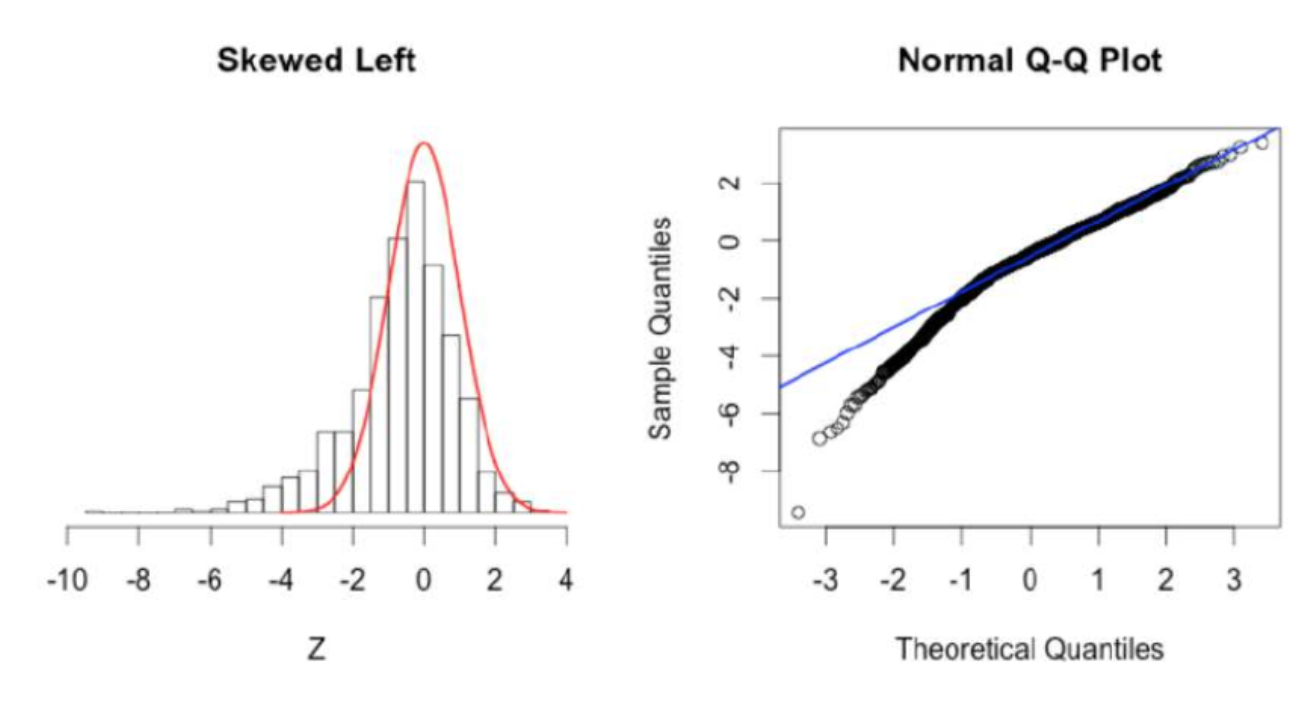 Skewed Left
-10 -8 -6 -4 -2 0 2 4
Z
Normal Q-Q Plot
Sample Quantiles
2
0
-2
-4
-6
-8
-3 -2 -1 0 1 2 3
Theoretical Quantiles